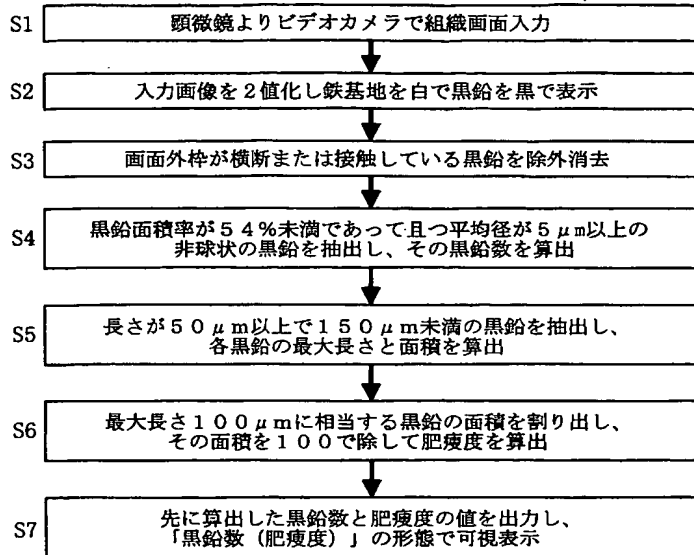 S1 顕微鏡よりビデオカメラで組織画面入力
S2 入力画像を2値化し鉄基地を白で黒鉛を黒で表示
S3 画面外枠が横断または接触している黒鉛を除外消去
S4 黒鉛面積率が54%未満であって且つ平均径が5μm以上の
非球状の黒鉛を抽出し、その黒鉛数を算出
S5 長さが50μm以上で150μm未満の黒鉛を抽出し、
各黒鉛の最大長さと面積を算出
S6 最大長さ100μmに相当する黒鉛の面積を割り出し、
その面積を100で除して肥痩度を算出
S7 先に算出した黒鉛数と肥痩度の値を出力し、
「黒鉛数(肥痩度)」の形態で可視表示